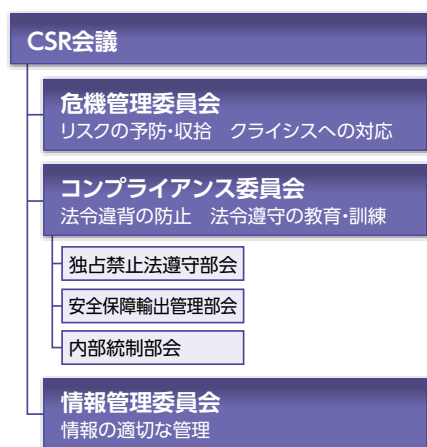 CSR会議
危機管理委員会
リスクの予防・収拾　クライシスへの対応
コンプライアンス委員会
法令違背の防止　法令遵守の教育・訓練
独占禁止法遵守部会
安全保障輸出管理部会
内部統制部会
情報管理委員会
情報の適切な管理